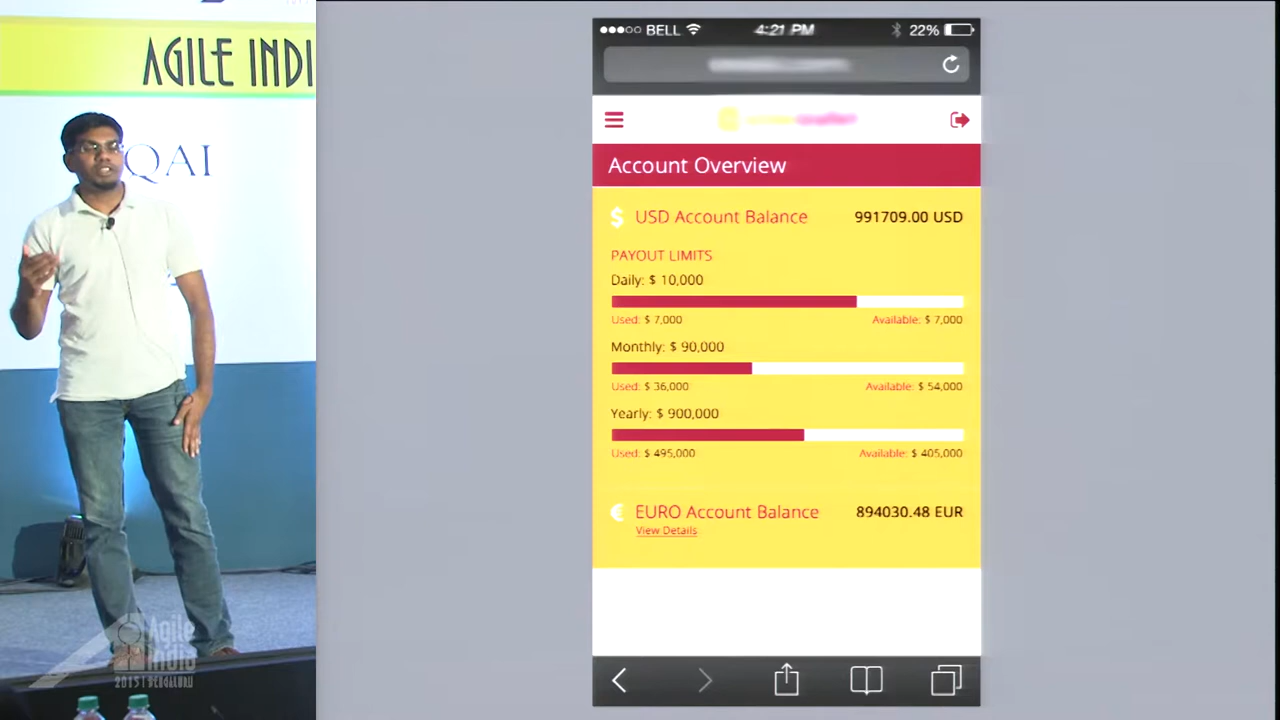 AGILE INDI
QAI
BELL
4:21 PM
22%
Account Overview
$
USD Account Balance
991709.00 USD
PAYOUT LIMITS
Daily: $ 10,000
Used: $ 7,000
Available: $ 7,000
Monthly: $ 90,000
Used: $ 36,000
Available: $ 54,000
Yearly: $ 900,000
Used: $ 495,000
Available: $ 405,000
€
EURO Account Balance
894030.48 EUR
View Details
Agile
India
2015 | BENGALURU